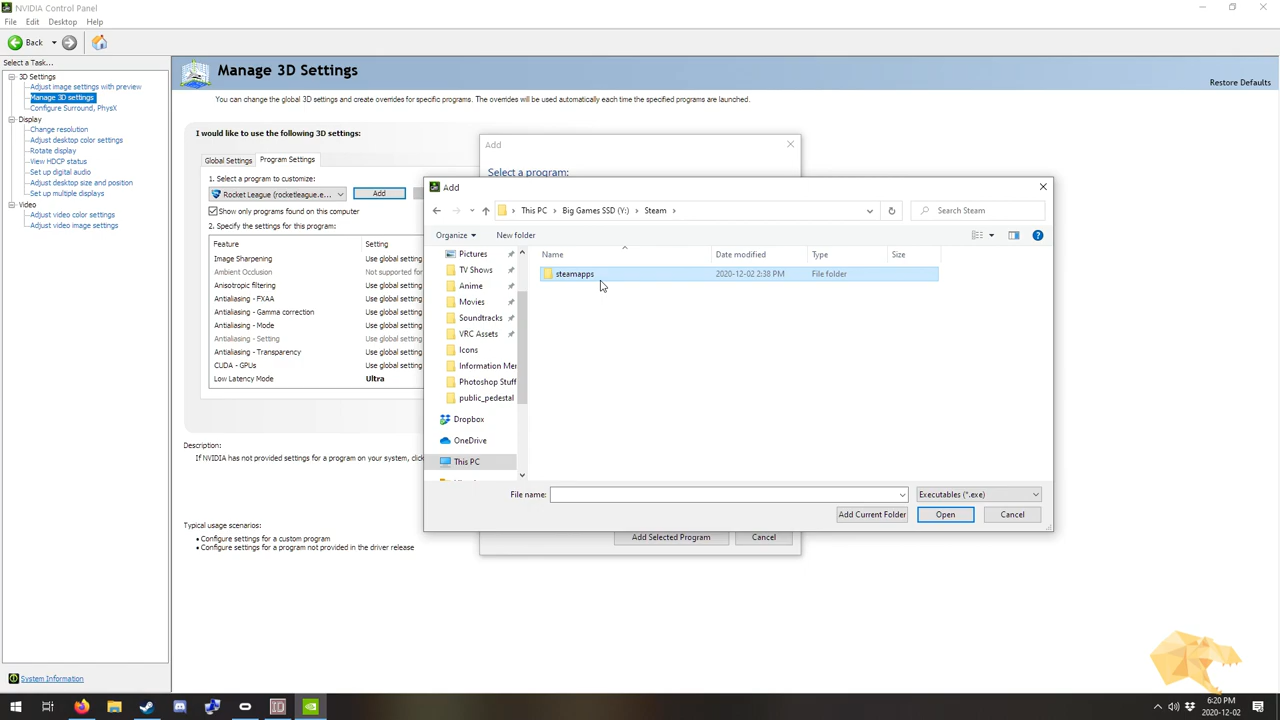 NVIDIA Control Panel
File Edit Desktop Help
Back
Select a Task...
3D Settings
Adjust image settings with preview
Manage 3D settings
Configure Surround, PhysX
Display
Change resolution
Adjust desktop color settings
Rotate display
View HDCP status
Set up digital audio
Adjust desktop size and position
Set up multiple displays
Video
Adjust video color settings
Adjust video image settings
System Information
Manage 3D Settings
Restore Defaults
You can change the global 3D settings and create overrides for specific programs. The overrides will be used automatically each time the specified programs are launched.
I would like to use the following 3D settings:
Global Settings Program Settings
1. Select a program to customize:
Rocket League (rocketleague.e... Add
Show only programs found on this computer
2. Specify the settings for this program:
Feature Setting
Image Sharpening Use global setting
Ambient Occlusion Not supported for
Anisotropic filtering Use global setting
Antialiasing - FXAA Use global setting
Antialiasing - Gamma correction Use global setting
Antialiasing - Mode Use global setting
Antialiasing - Setting Use global setting
Antialiasing - Transparency Use global setting
CUDA - GPUs Use global setting
Low Latency Mode Ultra
Description:
If NVIDIA has not provided settings for a program on your system, click
Typical usage scenarios:
• Configure settings for a custom program
• Configure settings for a program not provided in the driver release
Add
Select a program:
Add Selected Program Cancel
Add
This PC > Big Games SSD (Y:) > Steam >
Search Steam
Organize New folder
Name Date modified Type Size
steamapps 2020-12-02 2:38 PM File folder
Pictures
TV Shows
Anime
Movies
Soundtracks
VRC Assets
Icons
Information Mer
Photoshop Stuff
public_pedestal
Dropbox
OneDrive
This PC
File name: Executables (*.exe)
Add Current Folder Open Cancel
6:20 PM
2020-12-02